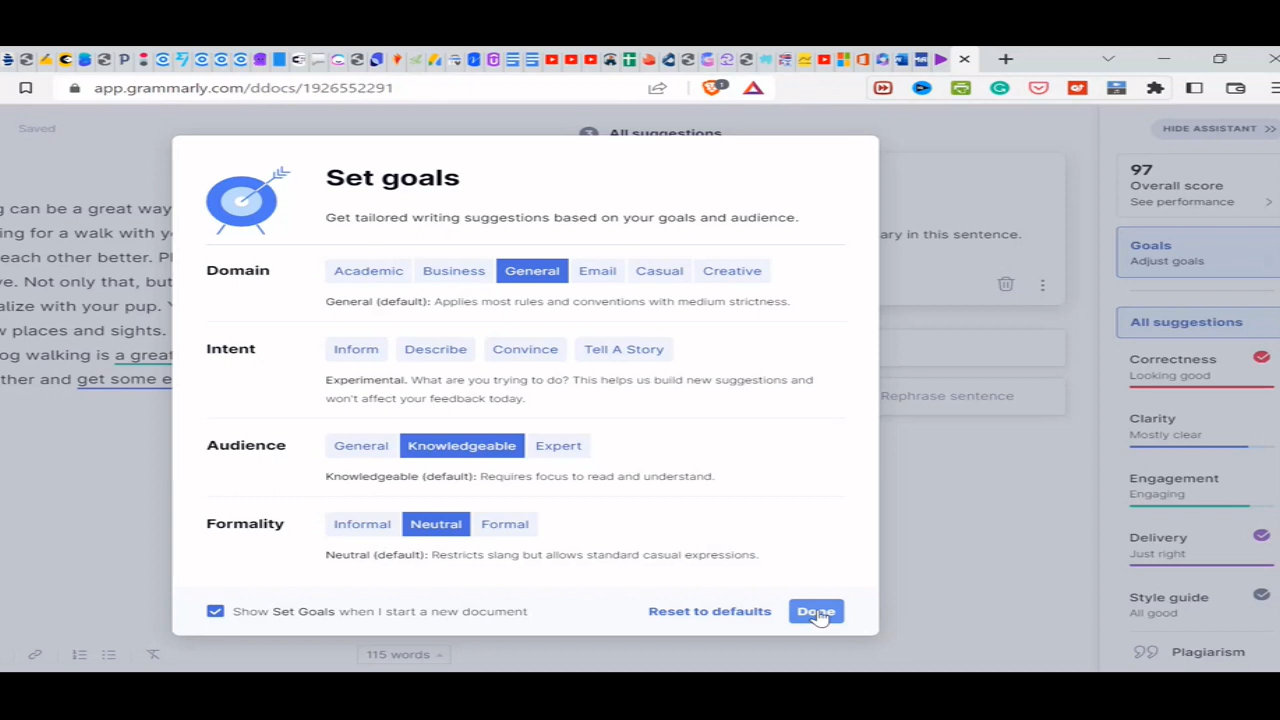 app.grammarly.com/ddocs/1926552291
1
Saved
All suggestions
HIDE ASSISTANT
Set goals
Get tailored writing suggestions based on your goals and audience.
Domain
Academic Business General Email Casual Creative
General (default): Applies most rules and conventions with medium strictness.
Intent
Inform Describe Convince Tell A Story
Experimental. What are you trying to do? This helps us build new suggestions and
won't affect your feedback today.
Audience
General Knowledgeable Expert
Knowledgeable (default): Requires focus to read and understand.
Formality
Informal Neutral Formal
Neutral (default): Restricts slang but allows standard casual expressions.
Show Set Goals when I start a new document
Reset to defaults
Done
g can be a great way
ing for a walk with
each other better.
ve. Not only that, but
alize with your pup.
w places and sights.
og walking is a great
ther and get some
ary in this sentence.
Rephrase sentence
115 words
97
Overall score
See performance
Goals
Adjust goals
All suggestions
Correctness
Looking good
Clarity
Mostly clear
Engagement
Engaging
Delivery
Just right
Style guide
All good
Plagiarism